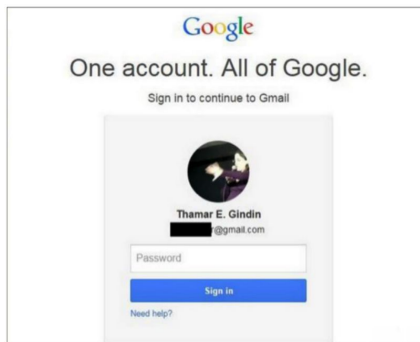 Google
One account. All of Google.
Sign in to continue to Gmail
Thamar E. Gindin
r@gmail.com
Password
Sign in
Need help?